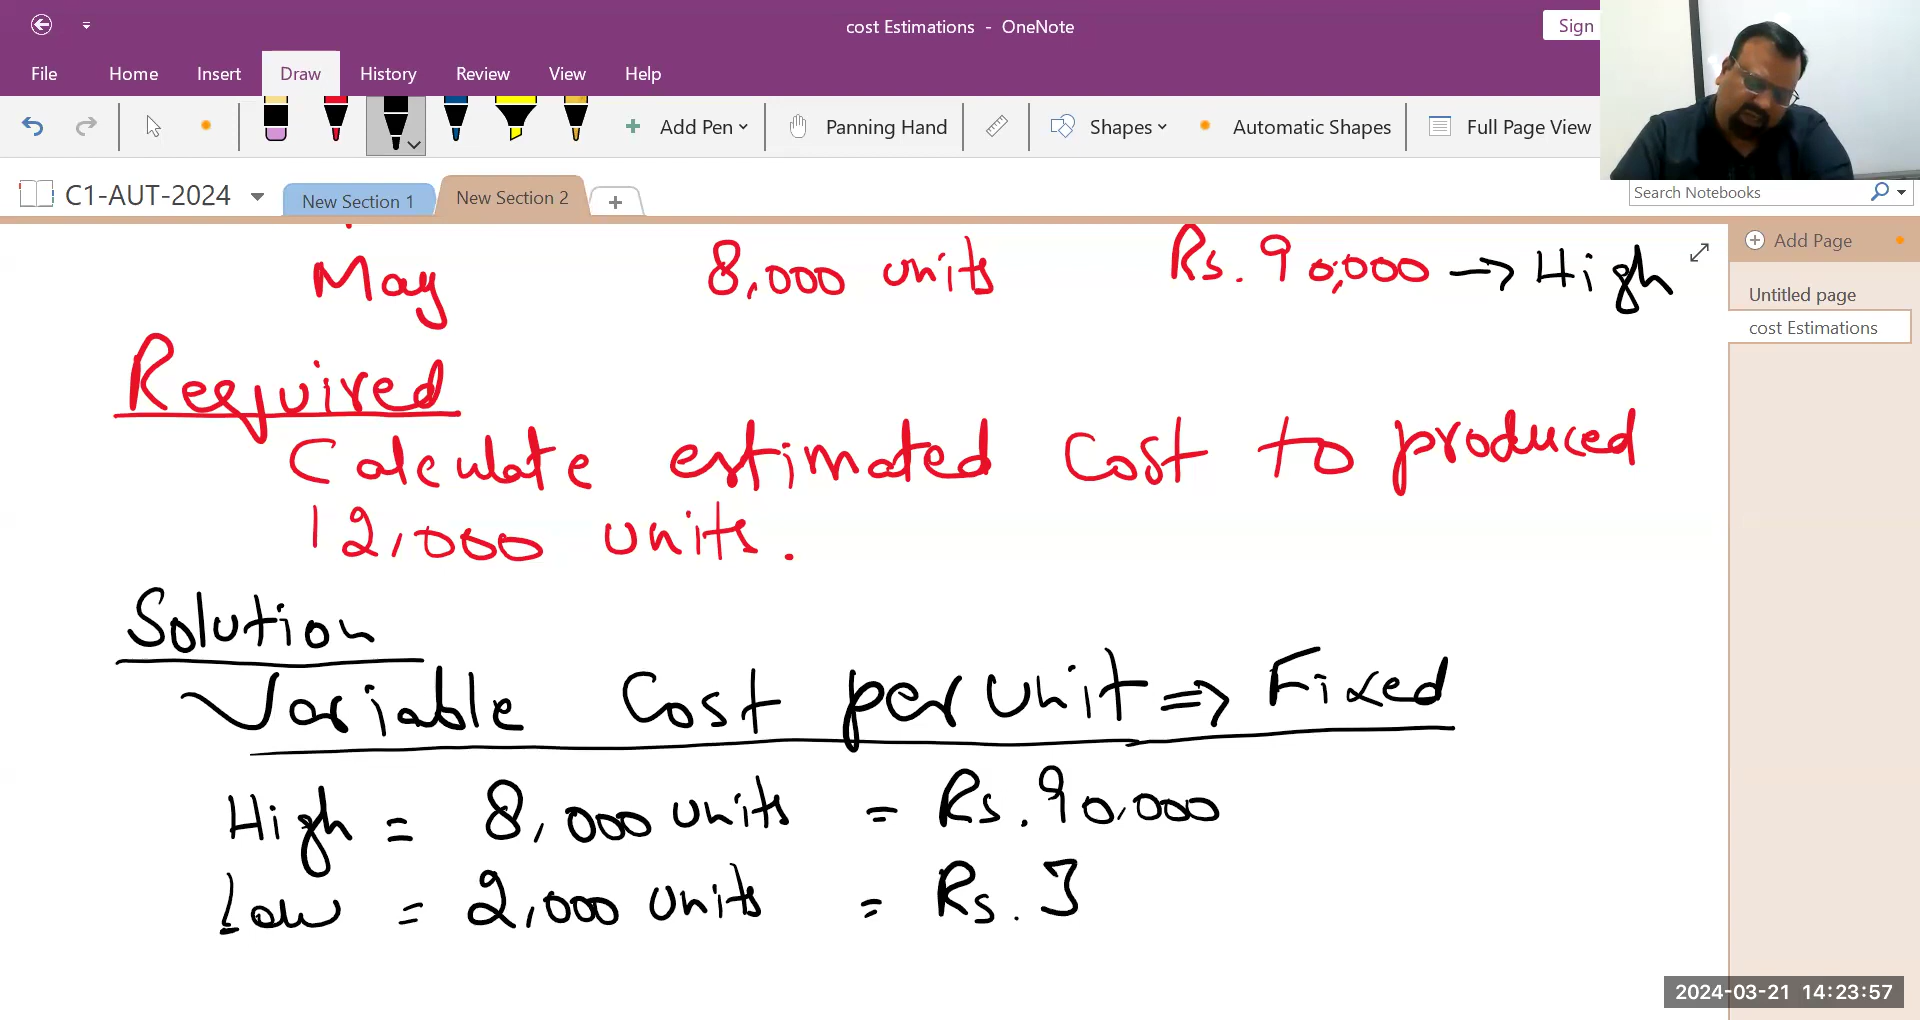 cost Estimations - OneNote
Sign
File Home Insert Draw History Review View Help
Add Pen Panning Hand Shapes Automatic Shapes Full Page View
C1-AUT-2024 New Section 1 New Section 2 +
Search Notebooks
Add Page
Untitled page
cost Estimations
May 8,000 units Rs. 90,000 → High
Required
Calculate estimated Cost to produced
12,000 units.
Solution
Variable Cost per unit ⇒ Fixed
High = 8,000 units = Rs. 90,000
Low = 2,000 units = Rs. 3
2024-03-21 14:23:57